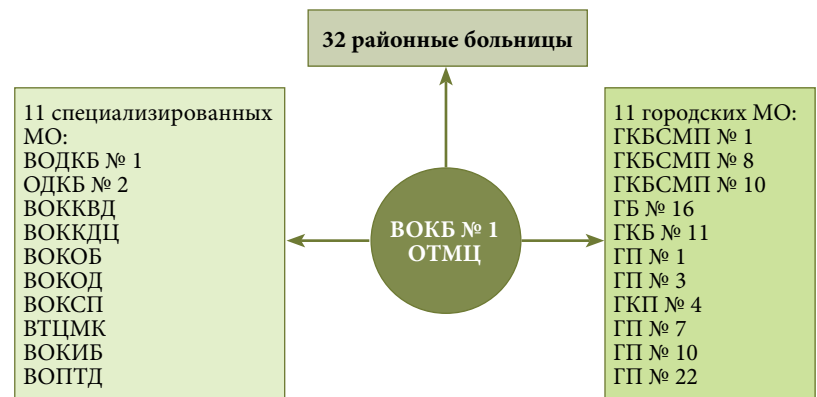 32 районные больницы
11 специализированных
МО:
ВОДКБ № 1
ОДКБ № 2
ВОККВД
ВОККДЦ
ВОКОБ
ВОКОД
ВОКСП
ВТЦМК
ВОКИБ
ВОПТД
ВОКБ № 1
ОТМЦ
11 городских МО:
ГКБСМП № 1
ГКБСМП № 8
ГКБСМП № 10
ГБ № 16
ГКБ № 11
ГП № 1
ГП № 3
ГКП № 4
ГП № 7
ГП № 10
ГП № 22